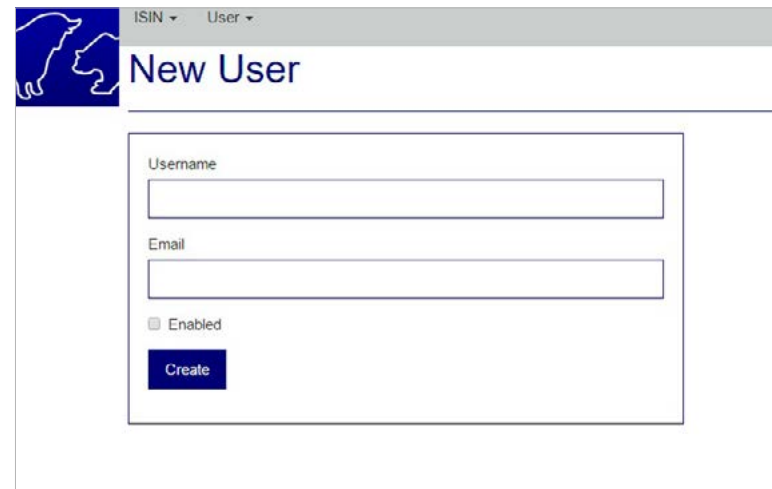 ISIN User
New User
Username
Email
Enabled
Create